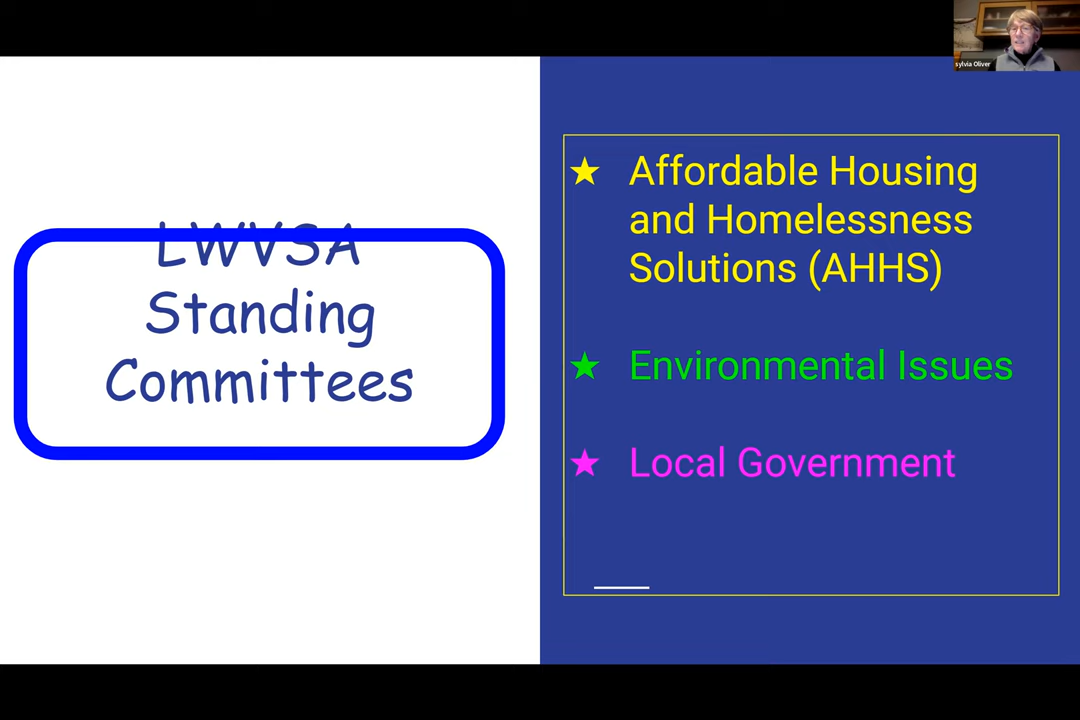 sylvia Oliver
LWVSA
Standing
Committees
★ Affordable Housing
and Homelessness
Solutions (AHHS)
★ Environmental Issues
★ Local Government